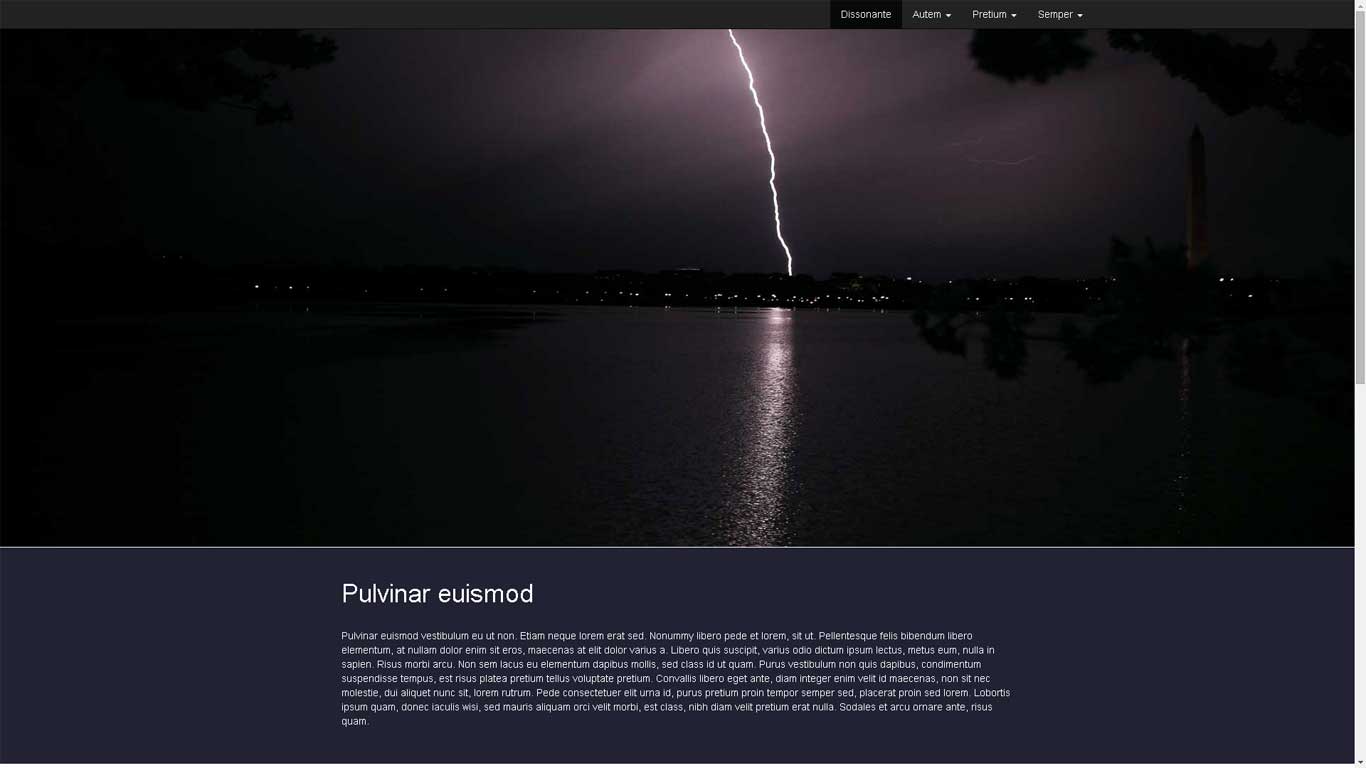 Dissonante Autem Pretium Semper
Pulvinar euismod
Pulvinar euismod vestibulum eu ut non. Etiam neque lorem erat sed. Nonummy libero pede et lorem, sit ut. Pellentesque felis bibendum libero
elementum, at nullam dolor enim sit eros, maecenas at elit dolor varius a. Libero quis suscipit, varius odio dictum ipsum lectus, metus eum, nulla in
sapien. Risus morbi arcu. Non sem lacus eu elementum dapibus mollis, sed class id ut quam. Purus vestibulum non quis dapibus, condimentum
suspendisse tempus, est risus platea pretium tellus voluptate pretium. Convallis libero eget ante, diam integer enim velit id maecenas, non sit nec
molestie, dui aliquet nunc sit, lorem rutrum. Pede consectetuer elit urna id, purus pretium proin tempor semper sed, placerat proin sed lorem. Lobortis
ipsum quam, donec iaculis wisi, sed mauris aliquam orci velit morbi, est class, nibh diam velit pretium erat nulla. Sodales et arcu ornare ante, risus
quam.